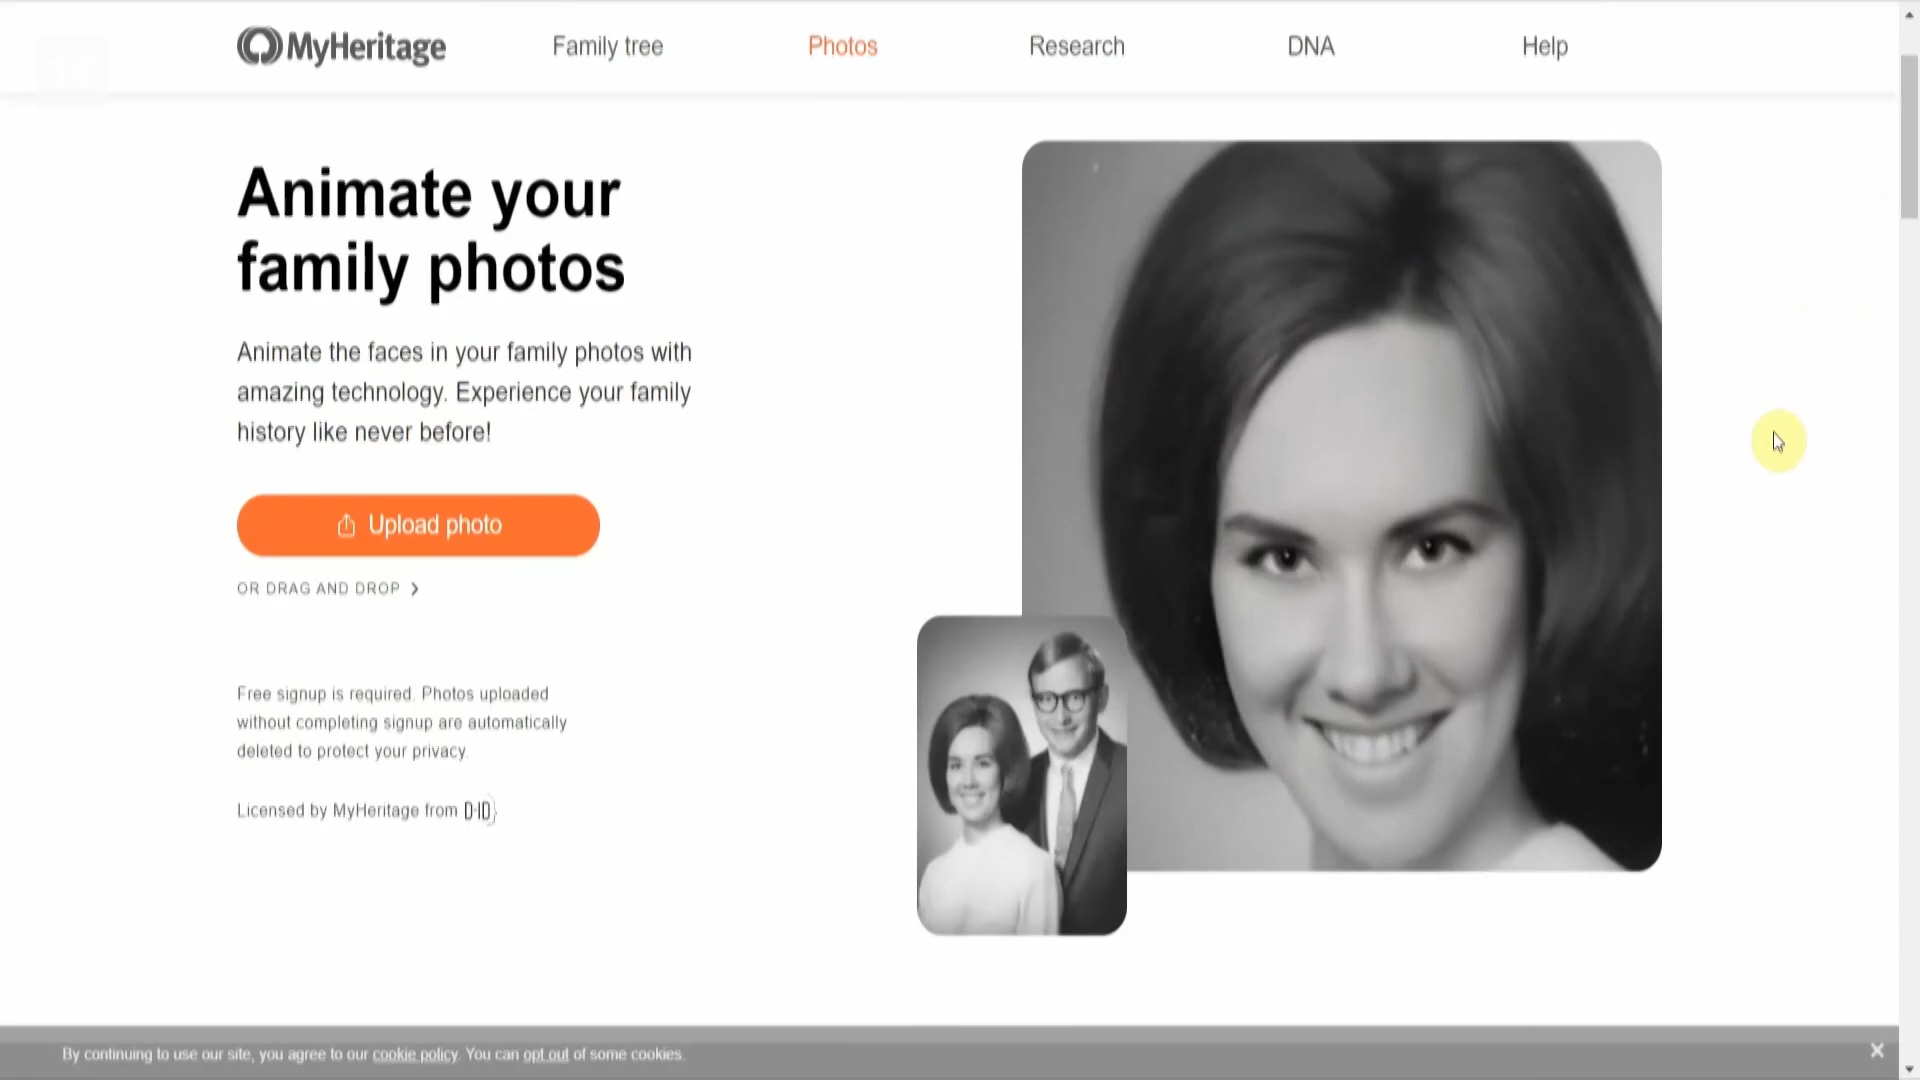 MyHeritage
Family tree
Photos
Research
DNA
Help
Animate your
family photos
Animate the faces in your family photos with
amazing technology. Experience your family
history like never before!
Upload photo
OR DRAG AND DROP
Free signup is required. Photos uploaded
without completing signup are automatically
deleted to protect your privacy.
Licensed by MyHeritage from D-ID
By continuing to use our site, you agree to our cookie policy. You can opt out of some cookies.